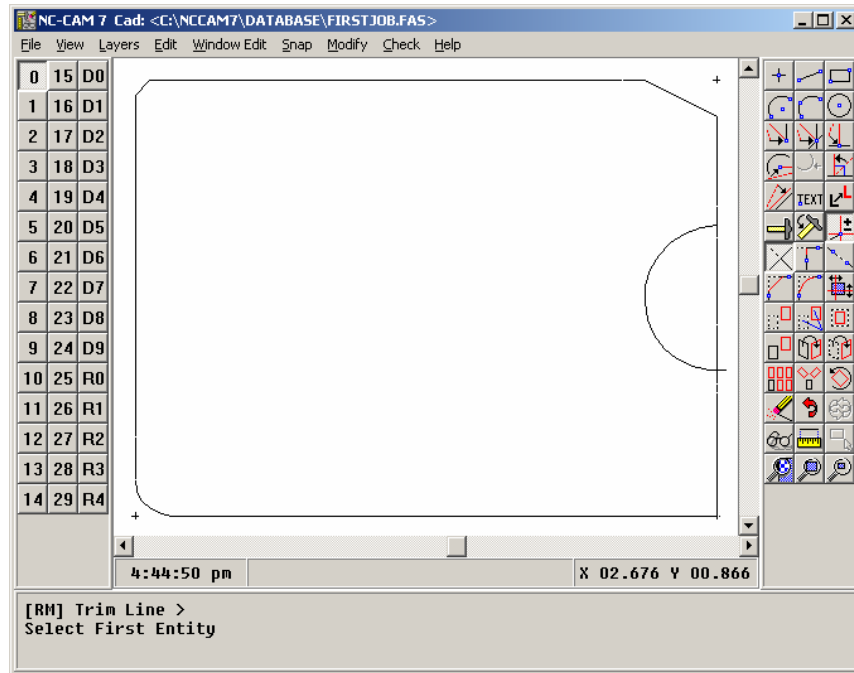 NC-CAM 7 Cad: <C:\NCCAM7\DATABASE\FIRSTJOB.FAS>
File View Layers Edit Window Edit Snap Modify Check Help
0 15 D0
1 16 D1
2 17 D2
3 18 D3
4 19 D4
5 20 D5
6 21 D6
7 22 D7
8 23 D8
9 24 D9
10 25 R0
11 26 R1
12 27 R2
13 28 R3
14 29 R4
TEXT
4:44:50 pm
X 02.676 Y 00.866
[RM] Trim Line >
Select First Entity